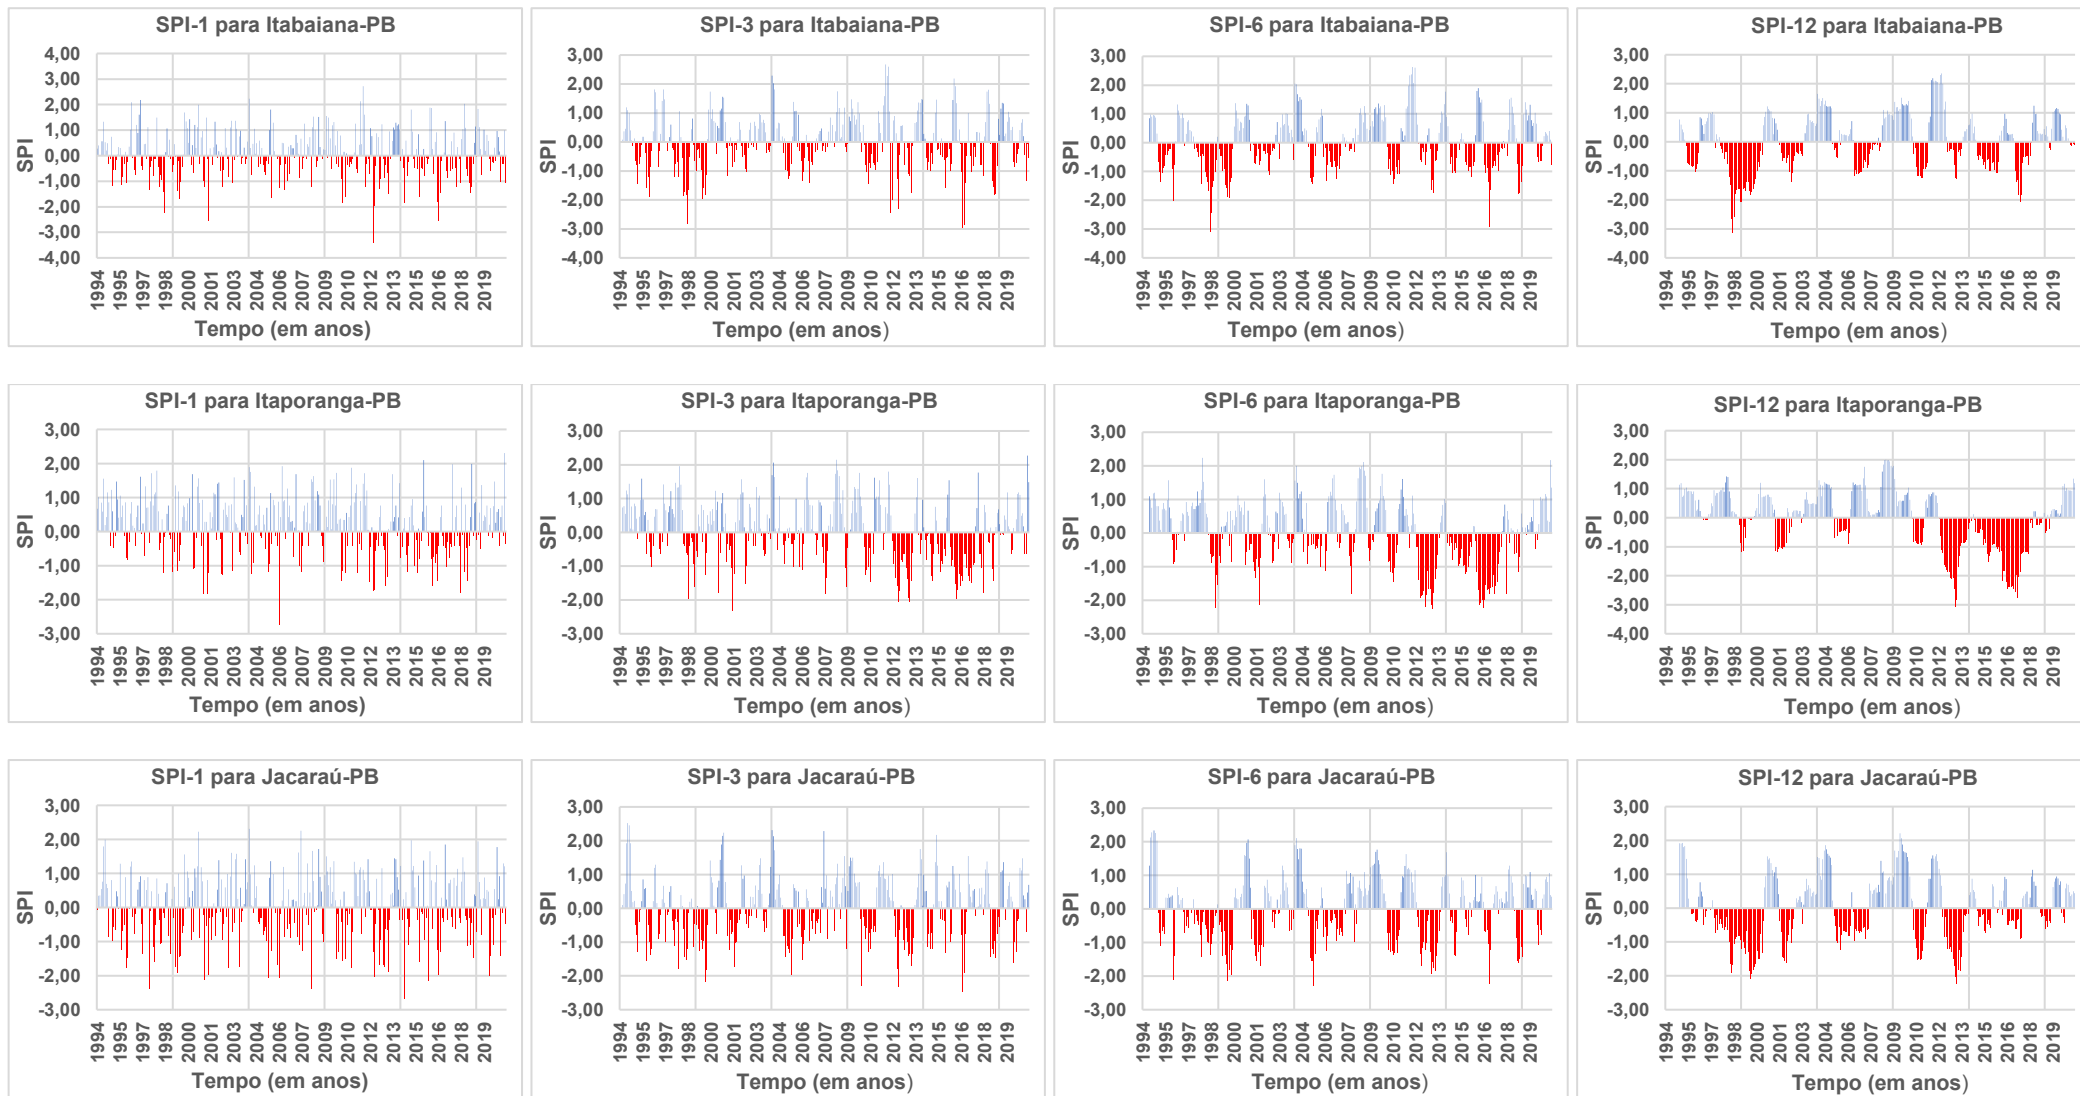 SPI-1 para Itabaiana-PB
4,00
3,00
2,00
1,00
0,00
-1,00
-2,00
-3,00
-4,00
SPI
1994 1995 1997 1998 2000 2001 2003 2004 2006 2007 2009 2010 2012 2013 2015 2016 2018 2019
Tempo (em anos)
SPI-3 para Itabaiana-PB
3,00
2,00
1,00
0,00
-1,00
-2,00
-3,00
-4,00
SPI
1994 1995 1997 1998 2000 2001 2003 2004 2006 2007 2009 2010 2012 2013 2015 2016 2018 2019
Tempo (em anos)
SPI-6 para Itabaiana-PB
3,00
2,00
1,00
0,00
-1,00
-2,00
-3,00
-4,00
SPI
1994 1995 1997 1998 2000 2001 2003 2004 2006 2007 2009 2010 2012 2013 2015 2016 2018 2019
Tempo (em anos)
SPI-12 para Itabaiana-PB
3,00
2,00
1,00
0,00
-1,00
-2,00
-3,00
-4,00
SPI
1994 1995 1997 1998 2000 2001 2003 2004 2006 2007 2009 2010 2012 2013 2015 2016 2018 2019
Tempo (em anos)
SPI-1 para Itaporanga-PB
3,00
2,00
1,00
0,00
-1,00
-2,00
-3,00
SPI
1994 1995 1997 1998 2000 2001 2003 2004 2006 2007 2009 2010 2012 2013 2015 2016 2018 2019
Tempo (em anos)
SPI-3 para Itaporanga-PB
3,00
2,00
1,00
0,00
-1,00
-2,00
-3,00
SPI
1994 1995 1997 1998 2000 2001 2003 2004 2006 2007 2009 2010 2012 2013 2015 2016 2018 2019
Tempo (em anos)
SPI-6 para Itaporanga-PB
3,00
2,00
1,00
0,00
-1,00
-2,00
-3,00
SPI
1994 1995 1997 1998 2000 2001 2003 2004 2006 2007 2009 2010 2012 2013 2015 2016 2018 2019
Tempo (em anos)
SPI-12 para Itaporanga-PB
3,00
2,00
1,00
0,00
-1,00
-2,00
-3,00
-4,00
SPI
1994 1995 1997 1998 2000 2001 2003 2004 2006 2007 2009 2010 2012 2013 2015 2016 2018 2019
Tempo (em anos)
SPI-1 para Jacaraú-PB
3,00
2,00
1,00
0,00
-1,00
-2,00
-3,00
SPI
1994 1995 1997 1998 2000 2001 2003 2004 2006 2007 2009 2010 2012 2013 2015 2016 2018 2019
Tempo (em anos)
SPI-3 para Jacaraú-PB
3,00
2,00
1,00
0,00
-1,00
-2,00
-3,00
SPI
1994 1995 1997 1998 2000 2001 2003 2004 2006 2007 2009 2010 2012 2013 2015 2016 2018 2019
Tempo (em anos)
SPI-6 para Jacaraú-PB
3,00
2,00
1,00
0,00
-1,00
-2,00
-3,00
SPI
1994 1995 1997 1998 2000 2001 2003 2004 2006 2007 2009 2010 2012 2013 2015 2016 2018 2019
Tempo (em anos)
SPI-12 para Jacaraú-PB
3,00
2,00
1,00
0,00
-1,00
-2,00
-3,00
SPI
1994 1995 1997 1998 2000 2001 2003 2004 2006 2007 2009 2010 2012 2013 2015 2016 2018 2019
Tempo (em anos)